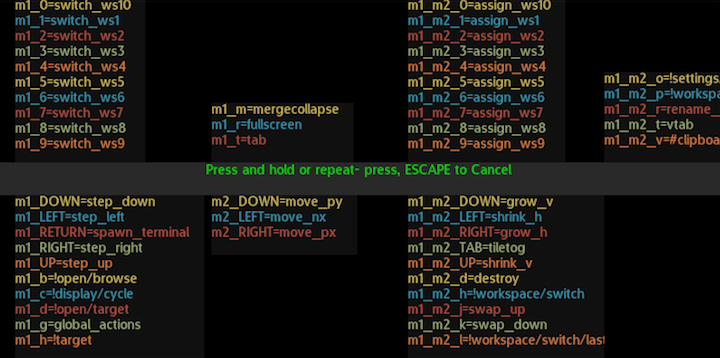 m1_0=switch_ws10
m1_1=switch_ws1
m1_2=switch_ws2
m1_3=switch_ws3
m1_4=switch_ws4
m1_5=switch_ws5
m1_6=switch_ws6
m1_7=switch_ws7
m1_8=switch_ws8
m1_9=switch_ws9
m1_m=mergecollapse
m1_r=fullscreen
m1_t=tab
m1_m2_0=assign_ws10
m1_m2_1=assign_ws1
m1_m2_2=assign_ws2
m1_m2_3=assign_ws3
m1_m2_4=assign_ws4
m1_m2_5=assign_ws5
m1_m2_6=assign_ws6
m1_m2_7=assign_ws7
m1_m2_8=assign_ws8
m1_m2_9=assign_ws9
m1_m2_o=!settings
m1_m2_p=!workspa
m1_m2_r=rename_
m1_m2_t=vtab
m1_m2_v=#clipboa
Press and hold or repeat- press, ESCAPE to Cancel
m1_DOWN=step_down
m1_LEFT=step_left
m1_RETURN=spawn_terminal
m1_RIGHT=step_right
m1_UP=step_up
m1_b=!open/browse
m1_c=!display/cycle
m1_d=!open/target
m1_g=global_actions
m1_h=!target
m2_DOWN=move_py
m2_LEFT=move_nx
m2_RIGHT=move_px
m1_m2_DOWN=grow_v
m1_m2_LEFT=shrink_h
m1_m2_RIGHT=grow_h
m1_m2_TAB=tiletog
m1_m2_UP=shrink_v
m1_m2_d=destroy
m1_m2_h=!workspace/switch
m1_m2_j=swap_up
m1_m2_k=swap_down
m1_m2_l=!workspace/switch/last